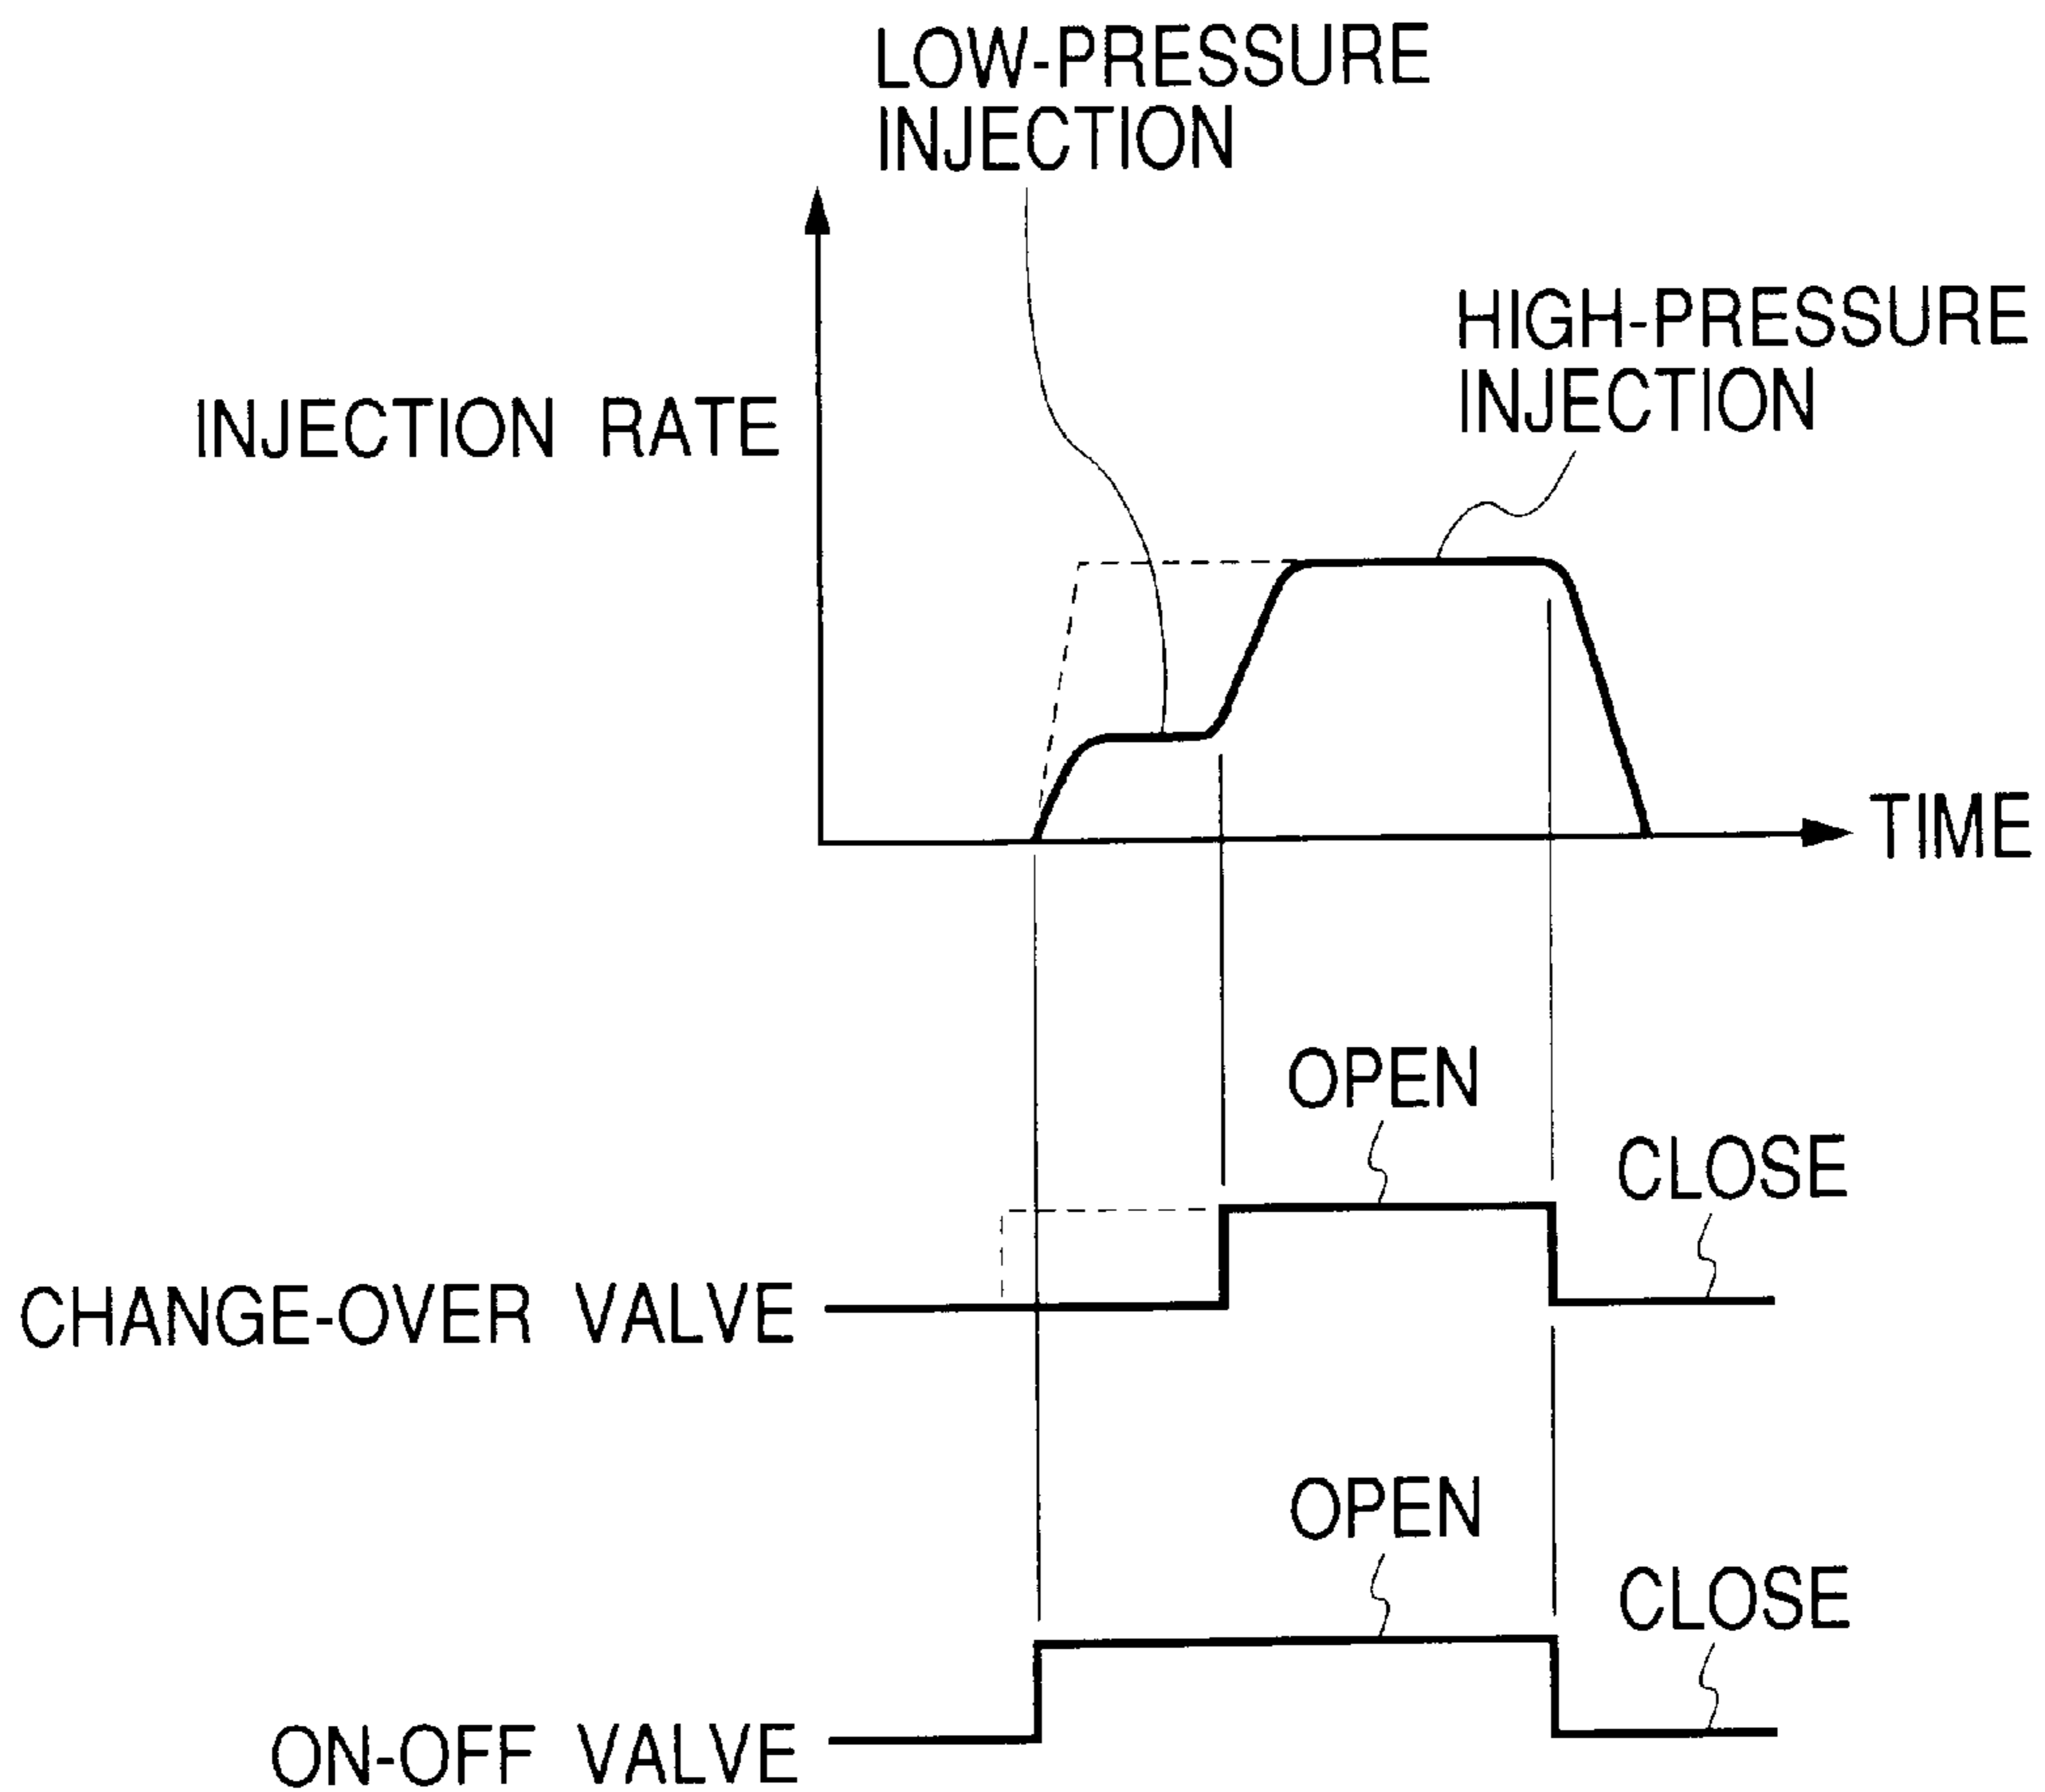 LOW-PRESSURE
INJECTION
HIGH-PRESSURE
INJECTION
INJECTION RATE
TIME
OPEN
CLOSE
CHANGE-OVER VALVE
OPEN
CLOSE
ON-OFF VALVE